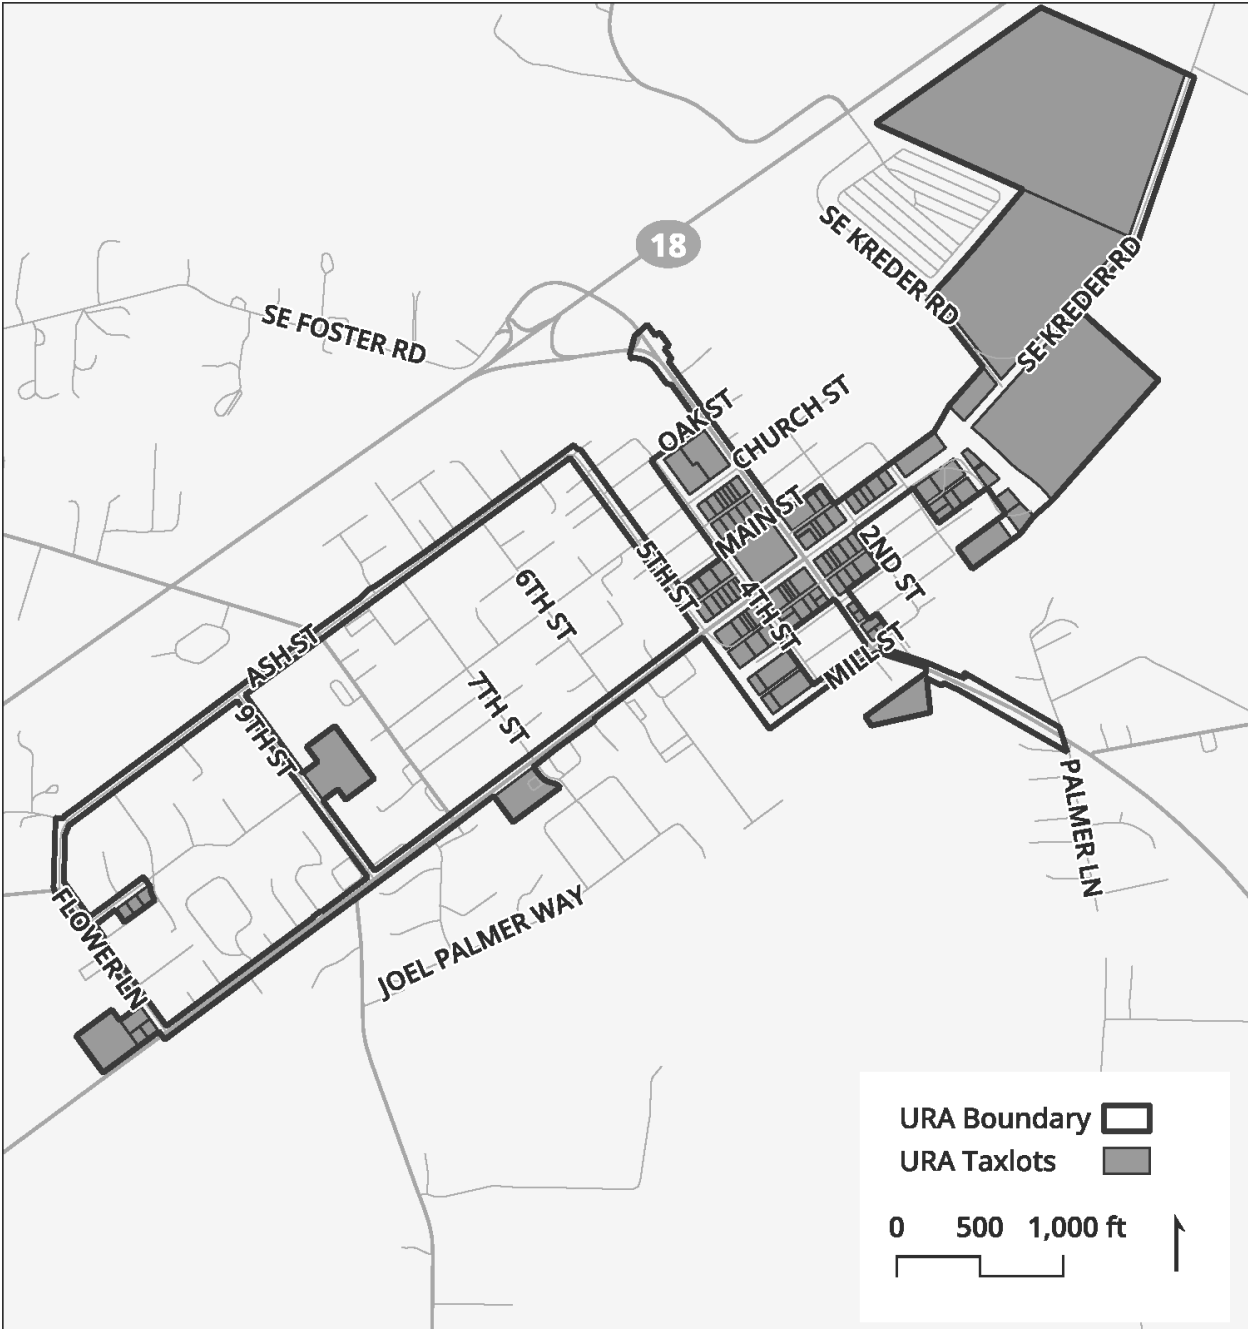 18
SE KREDER RD
SE KREDER RD
SE FOSTER RD
OAK ST
CHURCH ST
MAIN ST
2ND ST
5TH ST
4TH ST
6TH ST
MILL ST
ASH ST
7TH ST
9TH ST
PALMER LN
FLOWER LN
JOEL PALMER WAY
URA Boundary
URA Taxlots
0 500 1,000 ft